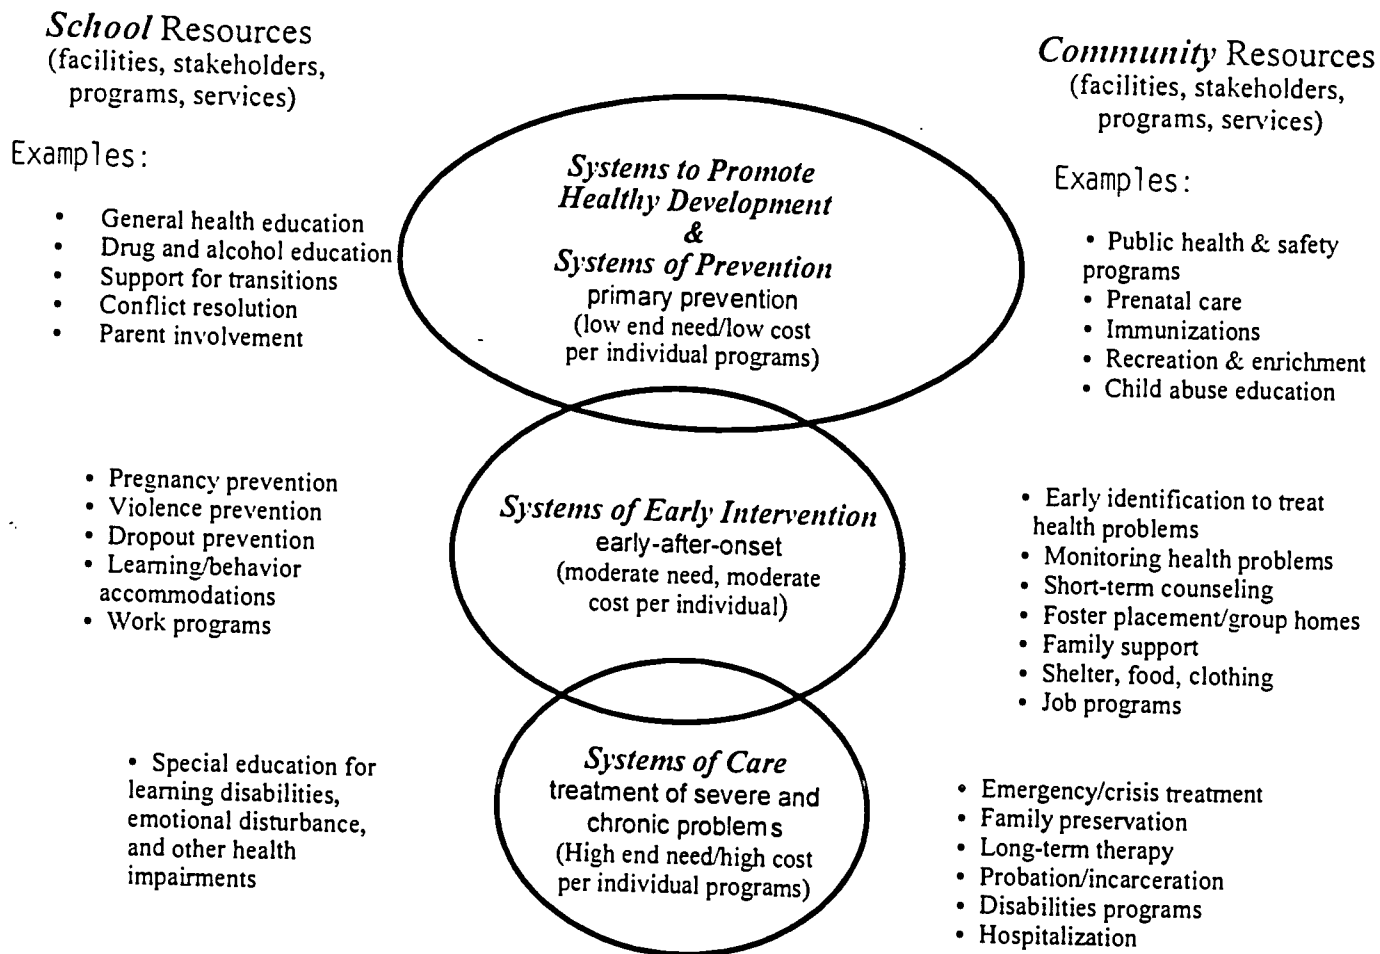 School Resources
(facilities, stakeholders,
programs, services)
Examples:
• General health education
• Drug and alcohol education
• Support for transitions
• Conflict resolution
• Parent involvement
• Pregnancy prevention
• Violence prevention
• Dropout prevention
• Learning/behavior
accommodations
• Work programs
• Special education for
learning disabilities,
emotional disturbance,
and other health
impairments
Systems to Promote
Healthy Development
&
Systems of Prevention
primary prevention
(low end need/low cost
per individual programs)
Systems of Early Intervention
early-after-onset
(moderate need, moderate
cost per individual)
Systems of Care
treatment of severe and
chronic problems
(High end need/high cost
per individual programs)
Community Resources
(facilities, stakeholders,
programs, services)
Examples:
• Public health & safety
programs
• Prenatal care
• Immunizations
• Recreation & enrichment
• Child abuse education
• Early identification to treat
health problems
• Monitoring health problems
• Short-term counseling
• Foster placement/group homes
• Family support
• Shelter, food, clothing
• Job programs
• Emergency/crisis treatment
• Family preservation
• Long-term therapy
• Probation/incarceration
• Disabilities programs
• Hospitalization